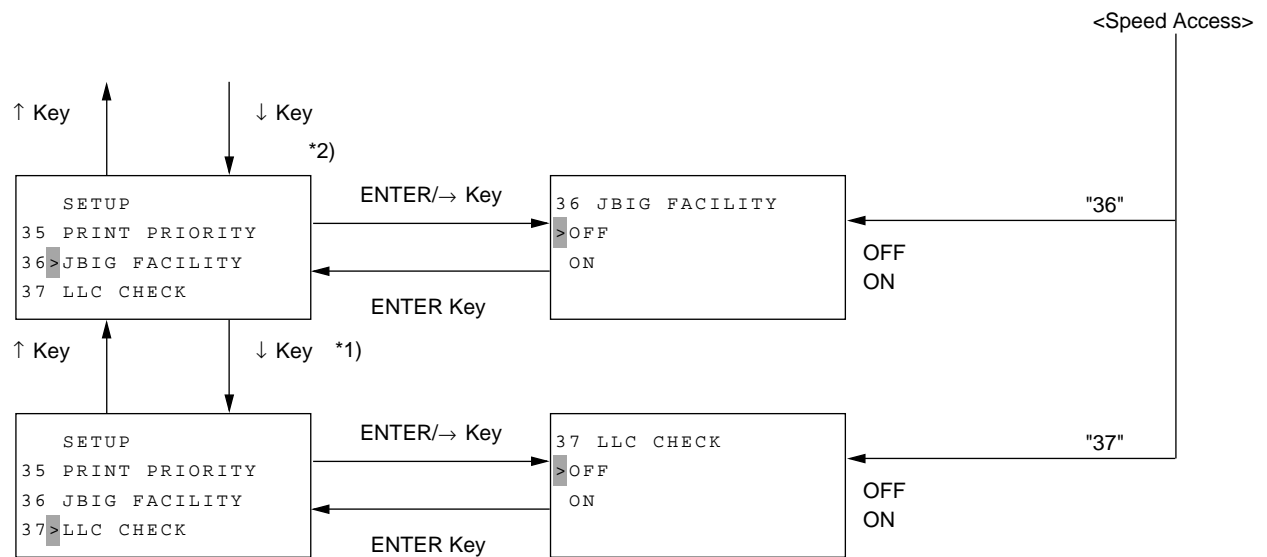 <Speed Access>
↑ Key
↓ Key
*2)
SETUP
35 PRINT PRIORITY
36>JBIG FACILITY
37 LLC CHECK
ENTER/→ Key
ENTER Key
36 JBIG FACILITY
>OFF
ON
"36"
OFF
ON
↑ Key
↓ Key *1)
SETUP
35 PRINT PRIORITY
36 JBIG FACILITY
37>LLC CHECK
ENTER/→ Key
ENTER Key
37 LLC CHECK
>OFF
ON
"37"
OFF
ON